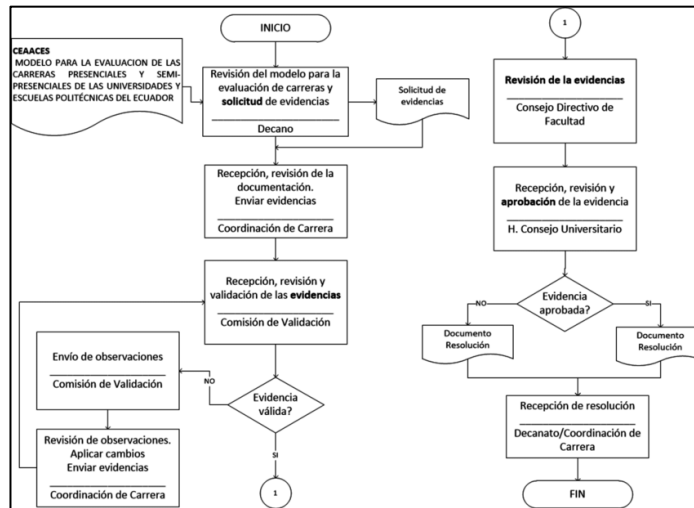 INICIO
CEAACES
MODELO PARA LA EVALUACION DE LAS
CARRERAS PRESENCIALES Y SEMI-
PRESENCIALES DE LAS UNIVERSIDADES Y
ESCUELAS POLITÉCNICAS DEL ECUADOR
Revisión del modelo para la
evaluación de carreras y
solicitud de evidencias
Decano
Solicitud de
evidencias
Recepción, revisión de la
documentación.
Enviar evidencias
Coordinación de Carrera
Recepción, revisión y
validación de las evidencias
Comisión de Validación
Evidencia
válida?
NO
Envío de observaciones
Comisión de Validación
Revisión de observaciones.
Aplicar cambios
Enviar evidencias
Coordinación de Carrera
SI
1
1
Revisión de la evidencias
Consejo Directivo de
Facultad
Recepción, revisión y
aprobación de la evidencia
H. Consejo Universitario
Evidencia
aprobada?
NO
SI
Documento
Resolución
Documento
Resolución
Recepción de resolución
Decanato/Coordinación de
Carrera
FIN